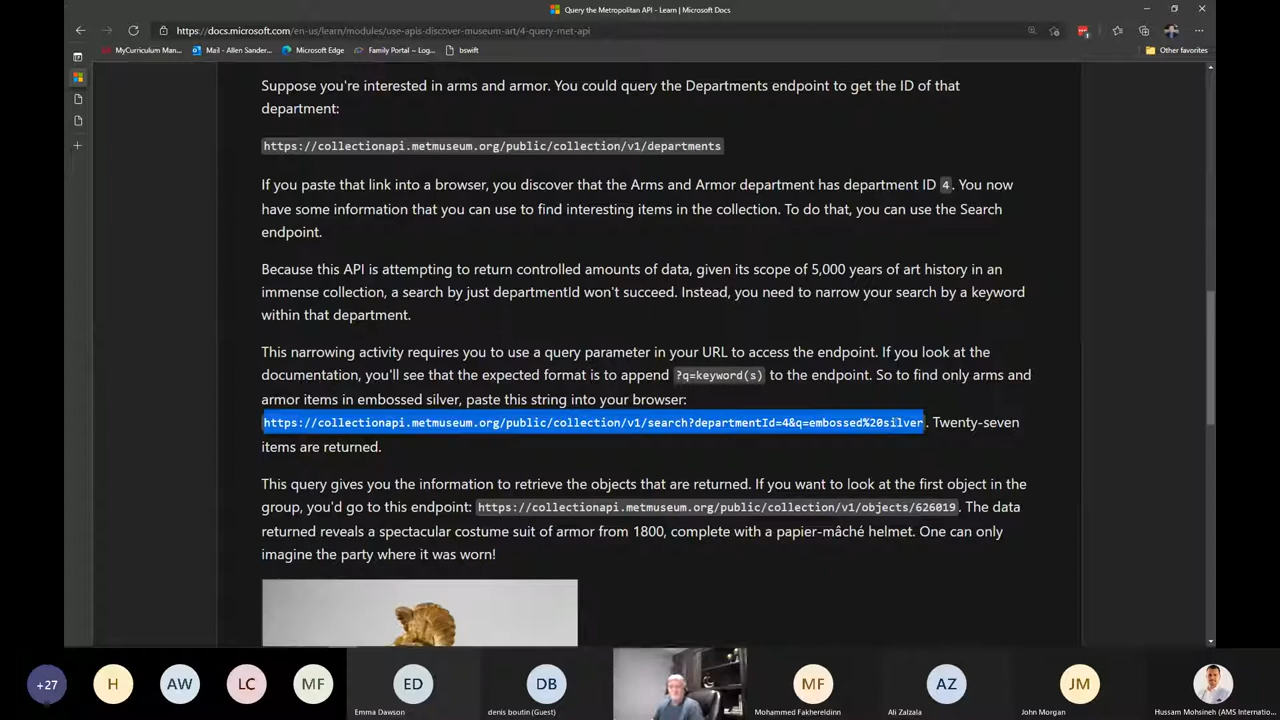 Query the Metropolitan API - Learn | Microsoft Docs
https://docs.microsoft.com/en-us/learn/modules/use-apis-discover-museum-art/4-query-met-api
MyCurriculum Man...
Mail - Allen Sander...
Microsoft Edge
Family Portal – Log...
bswift
Other favorites
Suppose you're interested in arms and armor. You could query the Departments endpoint to get the ID of that
department:
https://collectionapi.metmuseum.org/public/collection/v1/departments
If you paste that link into a browser, you discover that the Arms and Armor department has department ID 4. You now
have some information that you can use to find interesting items in the collection. To do that, you can use the Search
endpoint.
Because this API is attempting to return controlled amounts of data, given its scope of 5,000 years of art history in an
immense collection, a search by just departmentId won't succeed. Instead, you need to narrow your search by a keyword
within that department.
This narrowing activity requires you to use a query parameter in your URL to access the endpoint. If you look at the
documentation, you'll see that the expected format is to append ?q=keyword(s) to the endpoint. So to find only arms and
armor items in embossed silver, paste this string into your browser:
https://collectionapi.metmuseum.org/public/collection/v1/search?departmentId=4&q=embossed%20silver. Twenty-seven
items are returned.
This query gives you the information to retrieve the objects that are returned. If you want to look at the first object in the
group, you'd go to this endpoint: https://collectionapi.metmuseum.org/public/collection/v1/objects/626019. The data
returned reveals a spectacular costume suit of armor from 1800, complete with a papier-mâché helmet. One can only
imagine the party where it was worn!
+27
H
AW
LC
MF
ED
DB
MF
AZ
JM
Emma Dawson
denis boutin (Guest)
Mohammed Fakhereldinn
Ali Zalzala
John Morgan
Hussam Mohsineh (AMS Internatio...